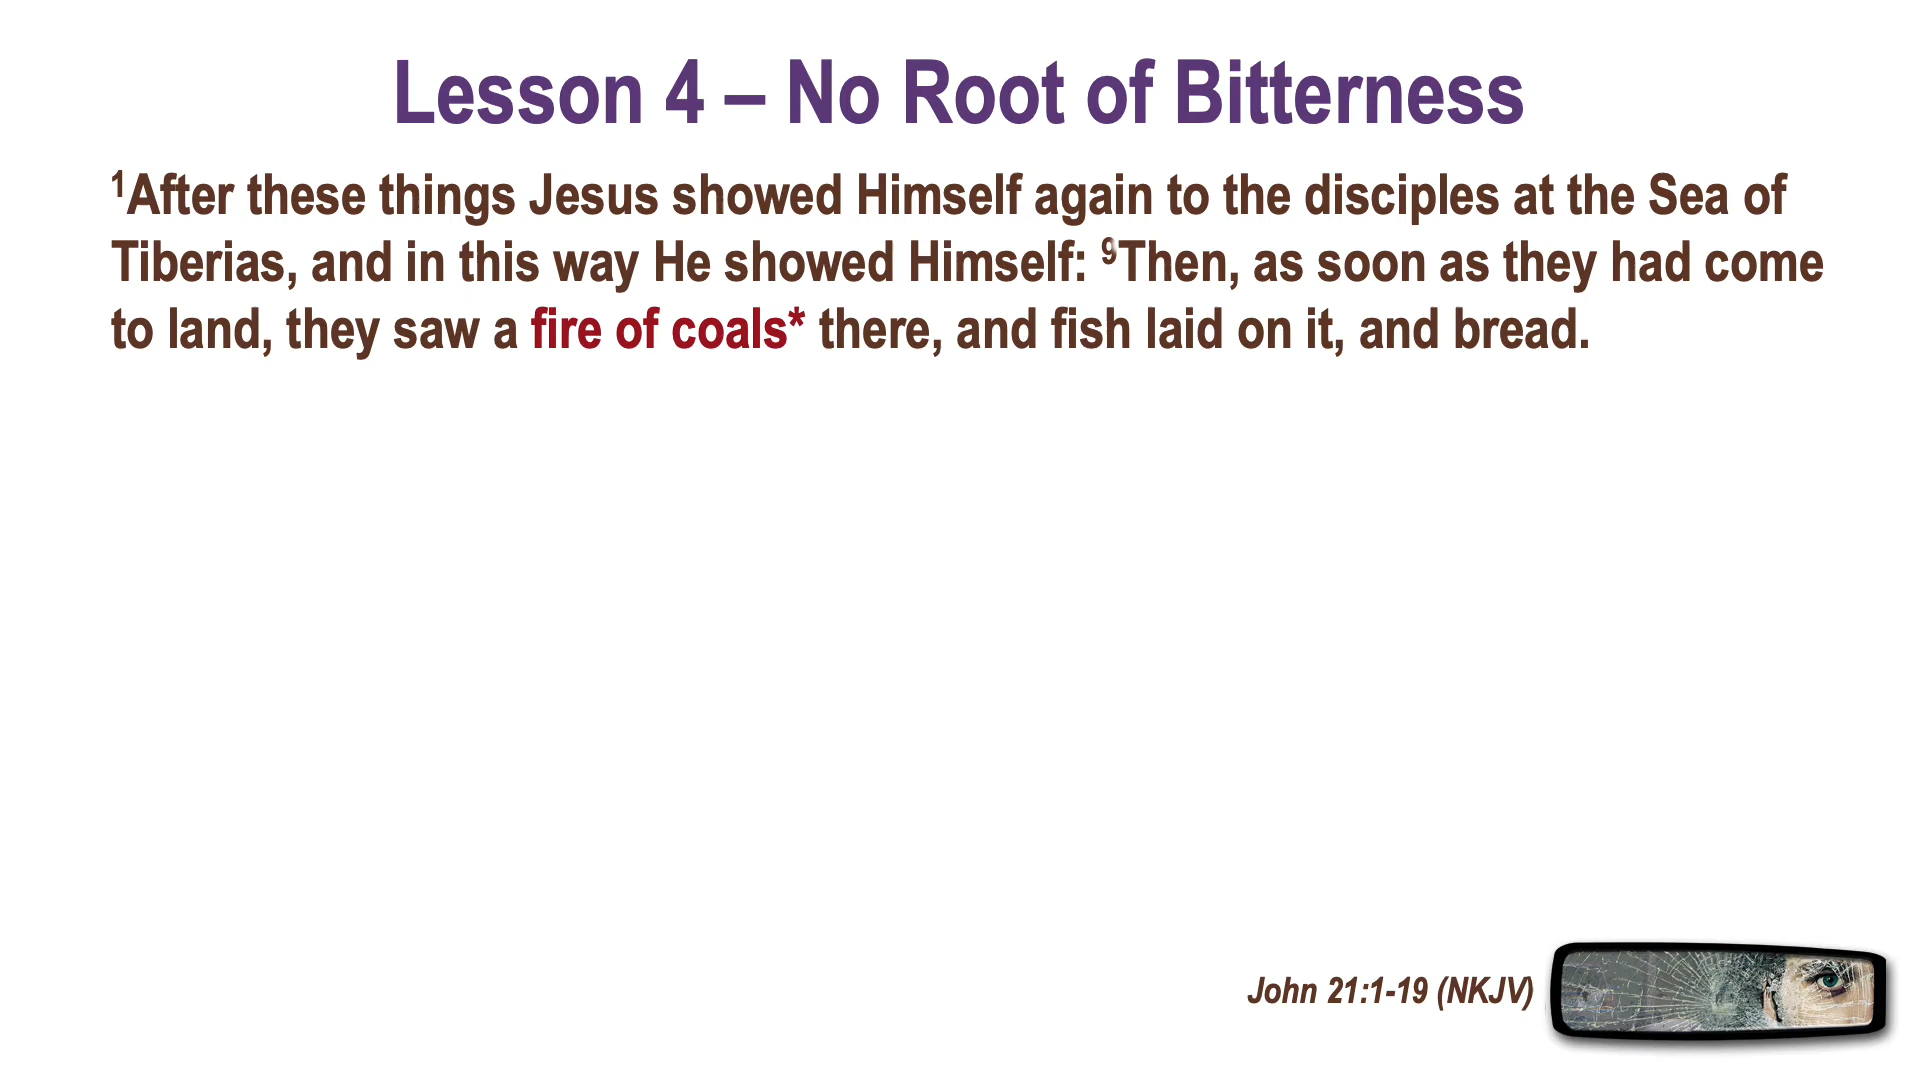 Lesson 4 – No Root of Bitterness
¹After these things Jesus showed Himself again to the disciples at the Sea of
Tiberias, and in this way He showed Himself: ⁹Then, as soon as they had come
to land, they saw a fire of coals* there, and fish laid on it, and bread.
John 21:1-19 (NKJV)